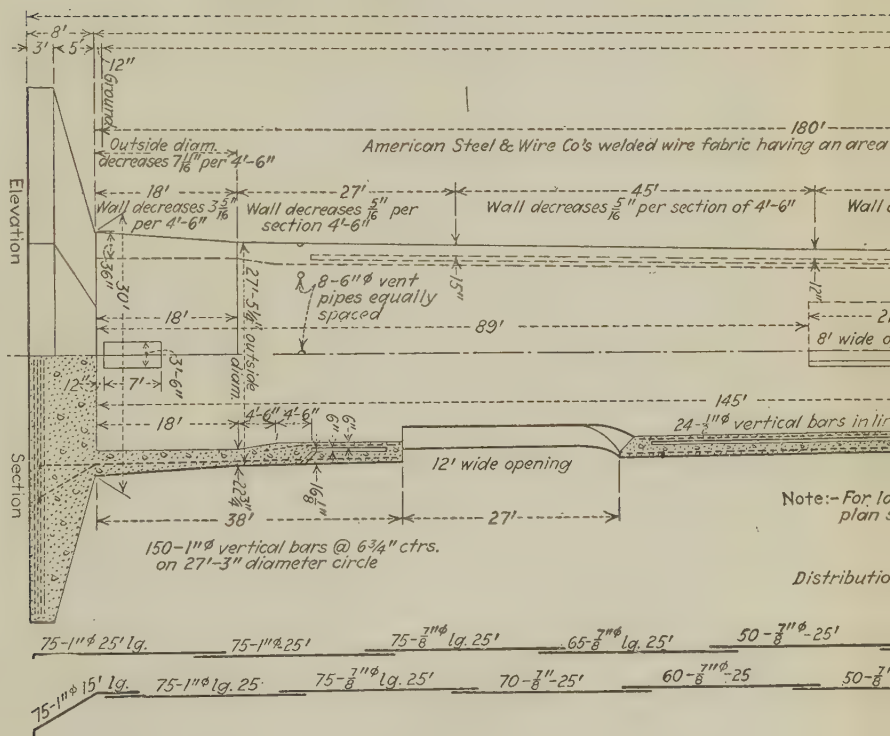 8'
3'
5'
12"
Ground
180'
Outside diam.
decreases 7 1/16" per 4'-6"
American Steel & Wire Co's welded wire fabric having an area
18'
27'
45'
Wall decreases 3 5/16"
per 4'-6"
Wall decreases 5/16" per
section 4'-6"
Wall decreases 5/16" per section of 4'-6"
Wall
Elevation
36"
30'
27'-5 1/2" outside
diam.
8-6"ϕ vent
pipes equally
spaced
15"
12"
18'
89'
8' wide o
12"
7'
3'-6"
145'
18'
4'-6"
4'-6"
6"
6"
24-1/2"ϕ vertical bars in lin
Section
12' wide opening
22 3/4"
16 1/8"
38'
27'
Note:- For la
plan s
150-1"ϕ vertical bars @ 6 3/4" ctrs.
on 27'-3" diameter circle
Distributio
75-1"ϕ 25' lg.
75-1"ϕ-25'
75-7/8"ϕ lg. 25'
65-7/8"ϕ lg. 25'
50-7/8"ϕ-25'
75-1"ϕ 15' lg.
75-1"ϕ lg. 25'
75-7/8"ϕ lg. 25'
70-7/8"-25'
60-7/8"ϕ-25
50-7/8"